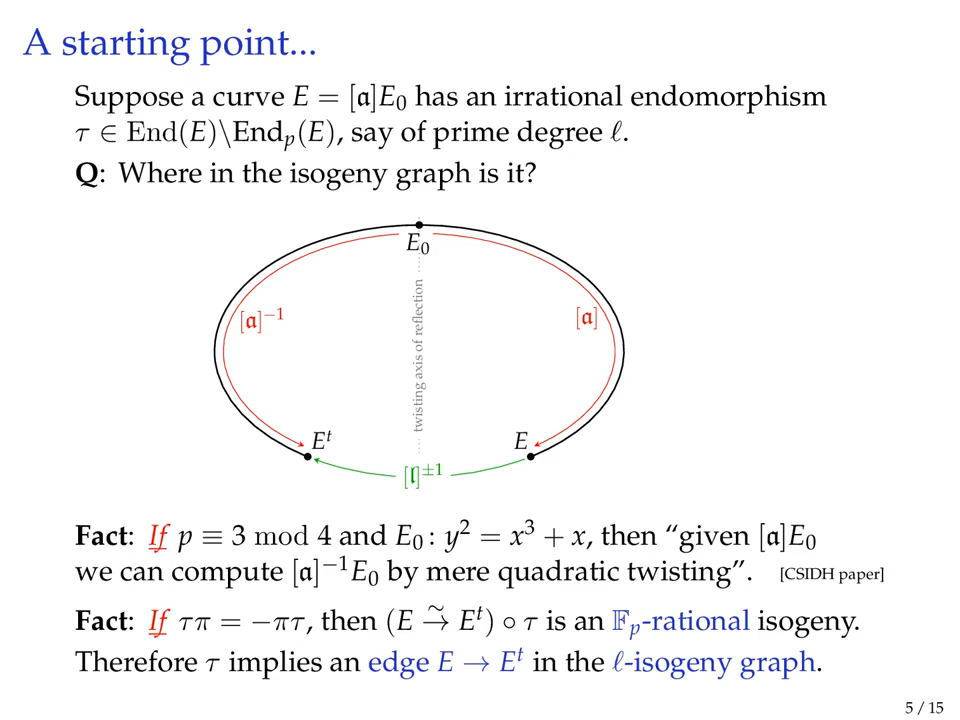 A starting point...
Suppose a curve E = [𝔞]E₀ has an irrational endomorphism
τ ∈ End(E)\Endₚ(E), say of prime degree ℓ.
Q: Where in the isogeny graph is it?
E₀
[𝔞]⁻¹
[𝔞]
twisting axis of reflection
Eᵗ
E
[𝔩]^{±1}
Fact: If p ≡ 3 mod 4 and E₀: y² = x³ + x, then “given [𝔞]E₀
we can compute [𝔞]⁻¹E₀ by mere quadratic twisting”. [CSIDH paper]
Fact: If τπ = −πτ, then (E ⥲ Eᵗ) ∘ τ is an 𝔽ₚ-rational isogeny.
Therefore τ implies an edge E → Eᵗ in the ℓ-isogeny graph.
5 / 15